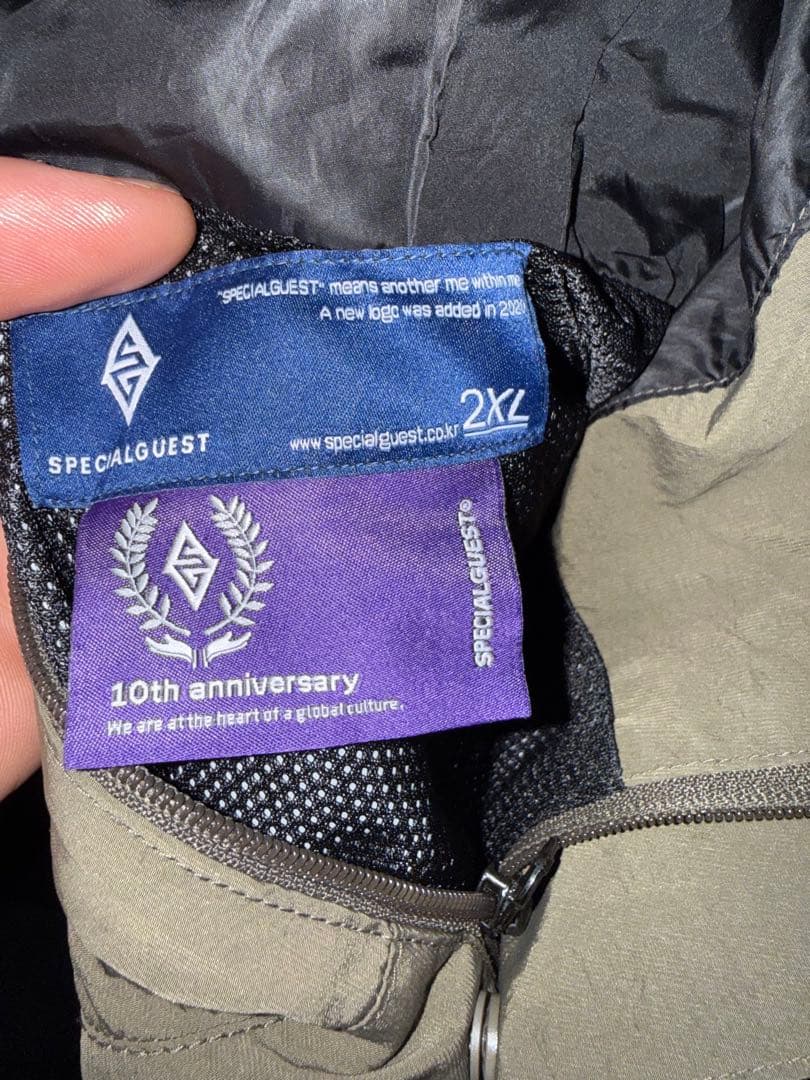 "SPECIALGUEST" means another me within me
A new logo was added in 202
SPECIALGUEST
www.specialguest.co.kr
2XL
SPECIALGUEST®
10th anniversary
We are at the heart of a global culture.